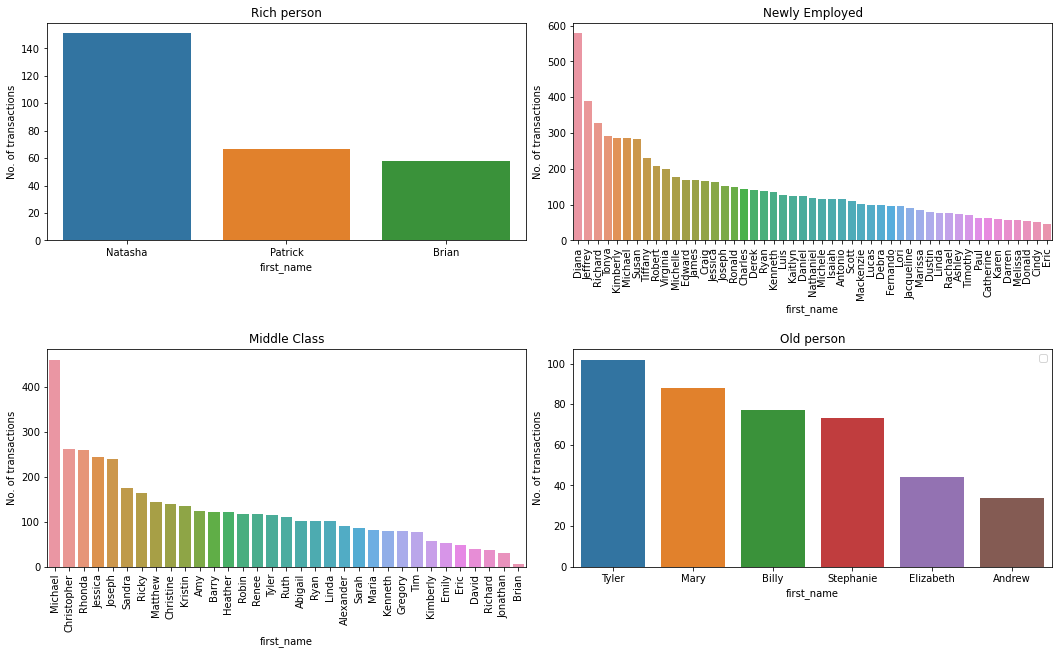 Rich person
No. of transactions
140
120
100
80
60
40
20
0
Natasha Patrick Brian
first_name
Newly Employed
No. of transactions
600
500
400
300
200
100
0
Diana Jeffrey Richard Tonya Kimberly Michael Susan Tiffany Robert Virginia Michelle Edward James Craig Jessica Joseph Ronald Charles Derek Ryan Kenneth Luis Kaitlyn Daniel Nathaniel Michele Isaiah Antonio Scott Mackenzie Lucas Debra Fernando Lori Jacqueline Marissa Dustin Linda Rachael Ashley Timothy Paul Catherine Karen Darren Melissa Donald Cindy Eric
first_name
Middle Class
No. of transactions
400
300
200
100
0
Michael Christopher Rhonda Jessica Joseph Sandra Ricky Matthew Christine Kristin Amy Barry Heather Robin Renee Tyler Ruth Abigail Ryan Linda Alexander Sarah Maria Kenneth Gregory Tim Kimberly Emily Eric David Richard Jonathan Brian
first_name
Old person
No. of transactions
100
80
60
40
20
0
Tyler Mary Billy Stephanie Elizabeth Andrew
first_name